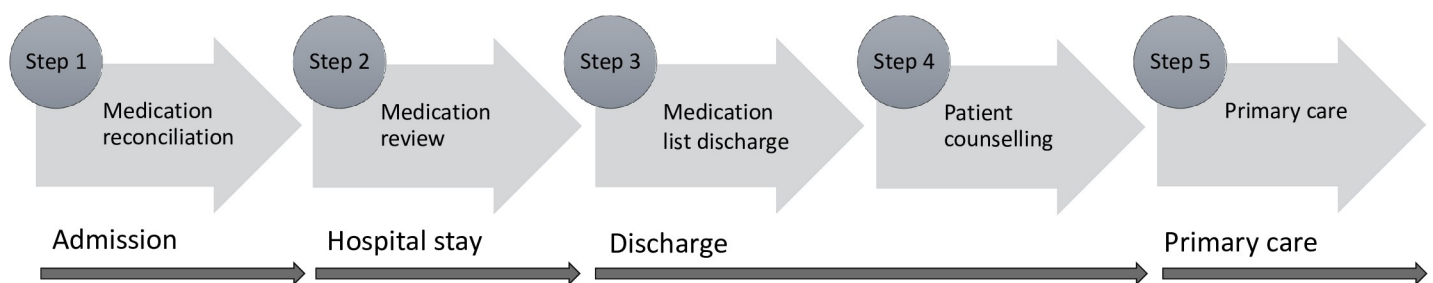 Step 1
Medication
reconciliation
Step 2
Medication
review
Step 3
Medication
list discharge
Step 4
Patient
counselling
Step 5
Primary care
Admission
Hospital stay
Discharge
Primary care